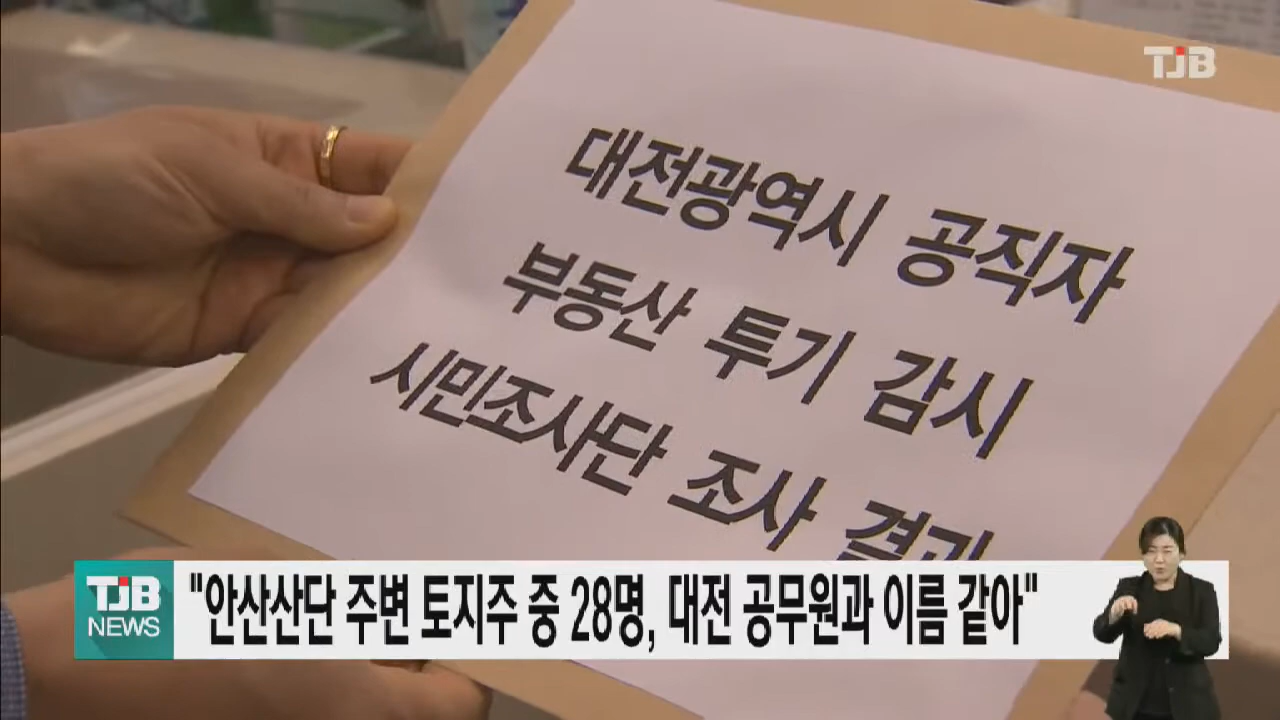 TJB
대전광역시 공직자
부동산 투기 감시
시민조사단 조사 결과
TJB
NEWS
"안산산단 주변 토지주 중 28명, 대전 공무원과 이름 같아"